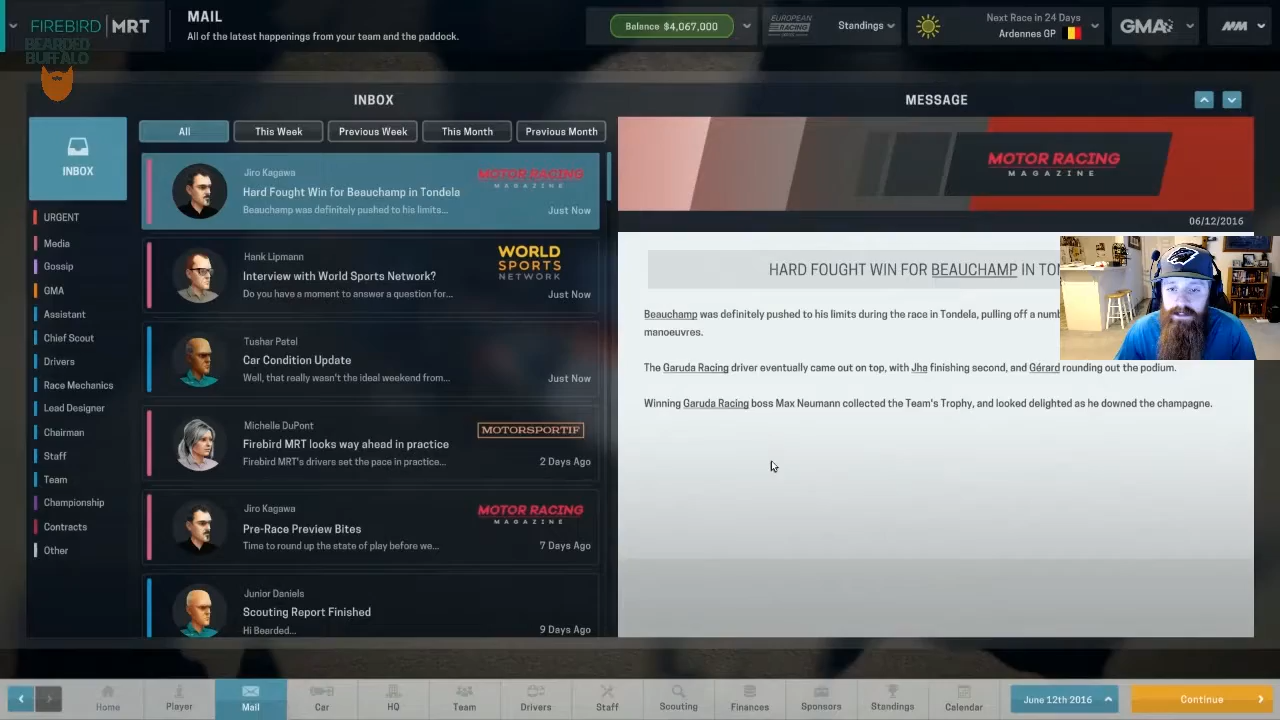 FIREBIRD | MRT
BEARDED
BUFFALO
MAIL
All of the latest happenings from your team and the paddock.
Balance $4,067,000
EUROPEAN
RACING
Standings
Next Race in 24 Days
Ardennes GP
GMA
INBOX
MESSAGE
INBOX
All
This Week
Previous Week
This Month
Previous Month
URGENT
Media
Gossip
GMA
Assistant
Chief Scout
Drivers
Race Mechanics
Lead Designer
Chairman
Staff
Team
Championship
Contracts
Other
Jiro Kagawa
Hard Fought Win for Beauchamp in Tondela
Beauchamp was definitely pushed to his limits...
MOTOR RACING
MAGAZINE
Just Now
Hank Lipmann
Interview with World Sports Network?
Do you have a moment to answer a question for...
WORLD
SPORTS
NETWORK
Just Now
Tushar Patel
Car Condition Update
Well, that really wasn't the ideal weekend from...
Just Now
Michelle DuPont
Firebird MRT looks way ahead in practice
Firebird MRT's drivers set the pace in practice...
MOTORSPORTIF
2 Days Ago
Jiro Kagawa
Pre-Race Preview Bites
Time to round up the state of play before we...
MOTOR RACING
MAGAZINE
7 Days Ago
Junior Daniels
Scouting Report Finished
Hi Bearded...
9 Days Ago
MOTOR RACING
MAGAZINE
06/12/2016
HARD FOUGHT WIN FOR BEAUCHAMP IN
Beauchamp was definitely pushed to his limits during the race in Tondela, pulling off a
manoeuvres.
The Garuda Racing driver eventually came out on top, with Jha finishing second, and Gérard rounding out the podium.
Winning Garuda Racing boss Max Neumann collected the Team's Trophy, and looked delighted as he downed the champagne.
Home
Player
Mail
Car
HQ
Team
Drivers
Staff
Scouting
Finances
Sponsors
Standings
Calendar
June 12th 2016
Continue